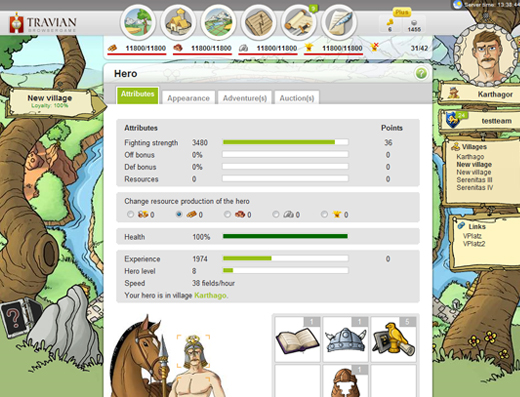 Server time: 13:38:44
TRAVIAN
BROWSERGAME
5
Plus
6 1455
11800/11800 11800/11800 11800/11800 11800/11800 31/42
Hero
?
New village
Loyalty: 100%
Attributes Appearance Adventure(s) Auction(s)
Attributes Points
Fighting strength 3480 36
Off bonus 0% 0
Def bonus 0% 0
Resources 0 0
Change resource production of the hero
0 0 0 0 0
Health 100%
Experience 1974 0
Hero level 8
Speed 38 fields/hour
Your hero is in village Karthago.
1 1 5
1
?
Karthagor
testteam
Villages
Karthago
New village
New village
Serenitas III
Serenitas IV
Links
VPlatz
VPlatz2